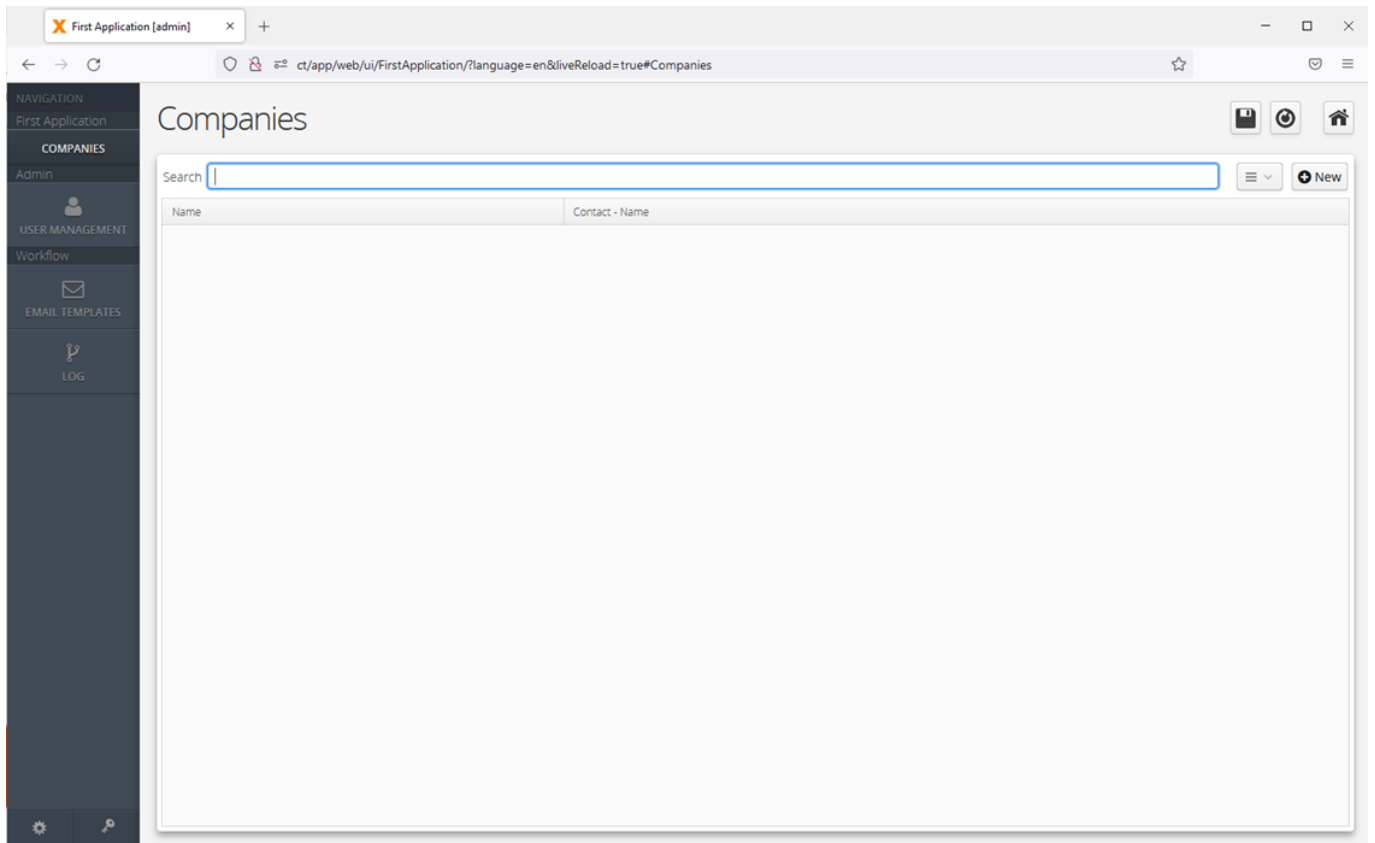 First Application [admin]
ct/app/web/ui/FirstApplication/?language=en&liveReload=true#Companies
NAVIGATION
First Application
COMPANIES
Admin
USER MANAGEMENT
Workflow
EMAIL TEMPLATES
LOG
Companies
Search
New
Name
Contact - Name